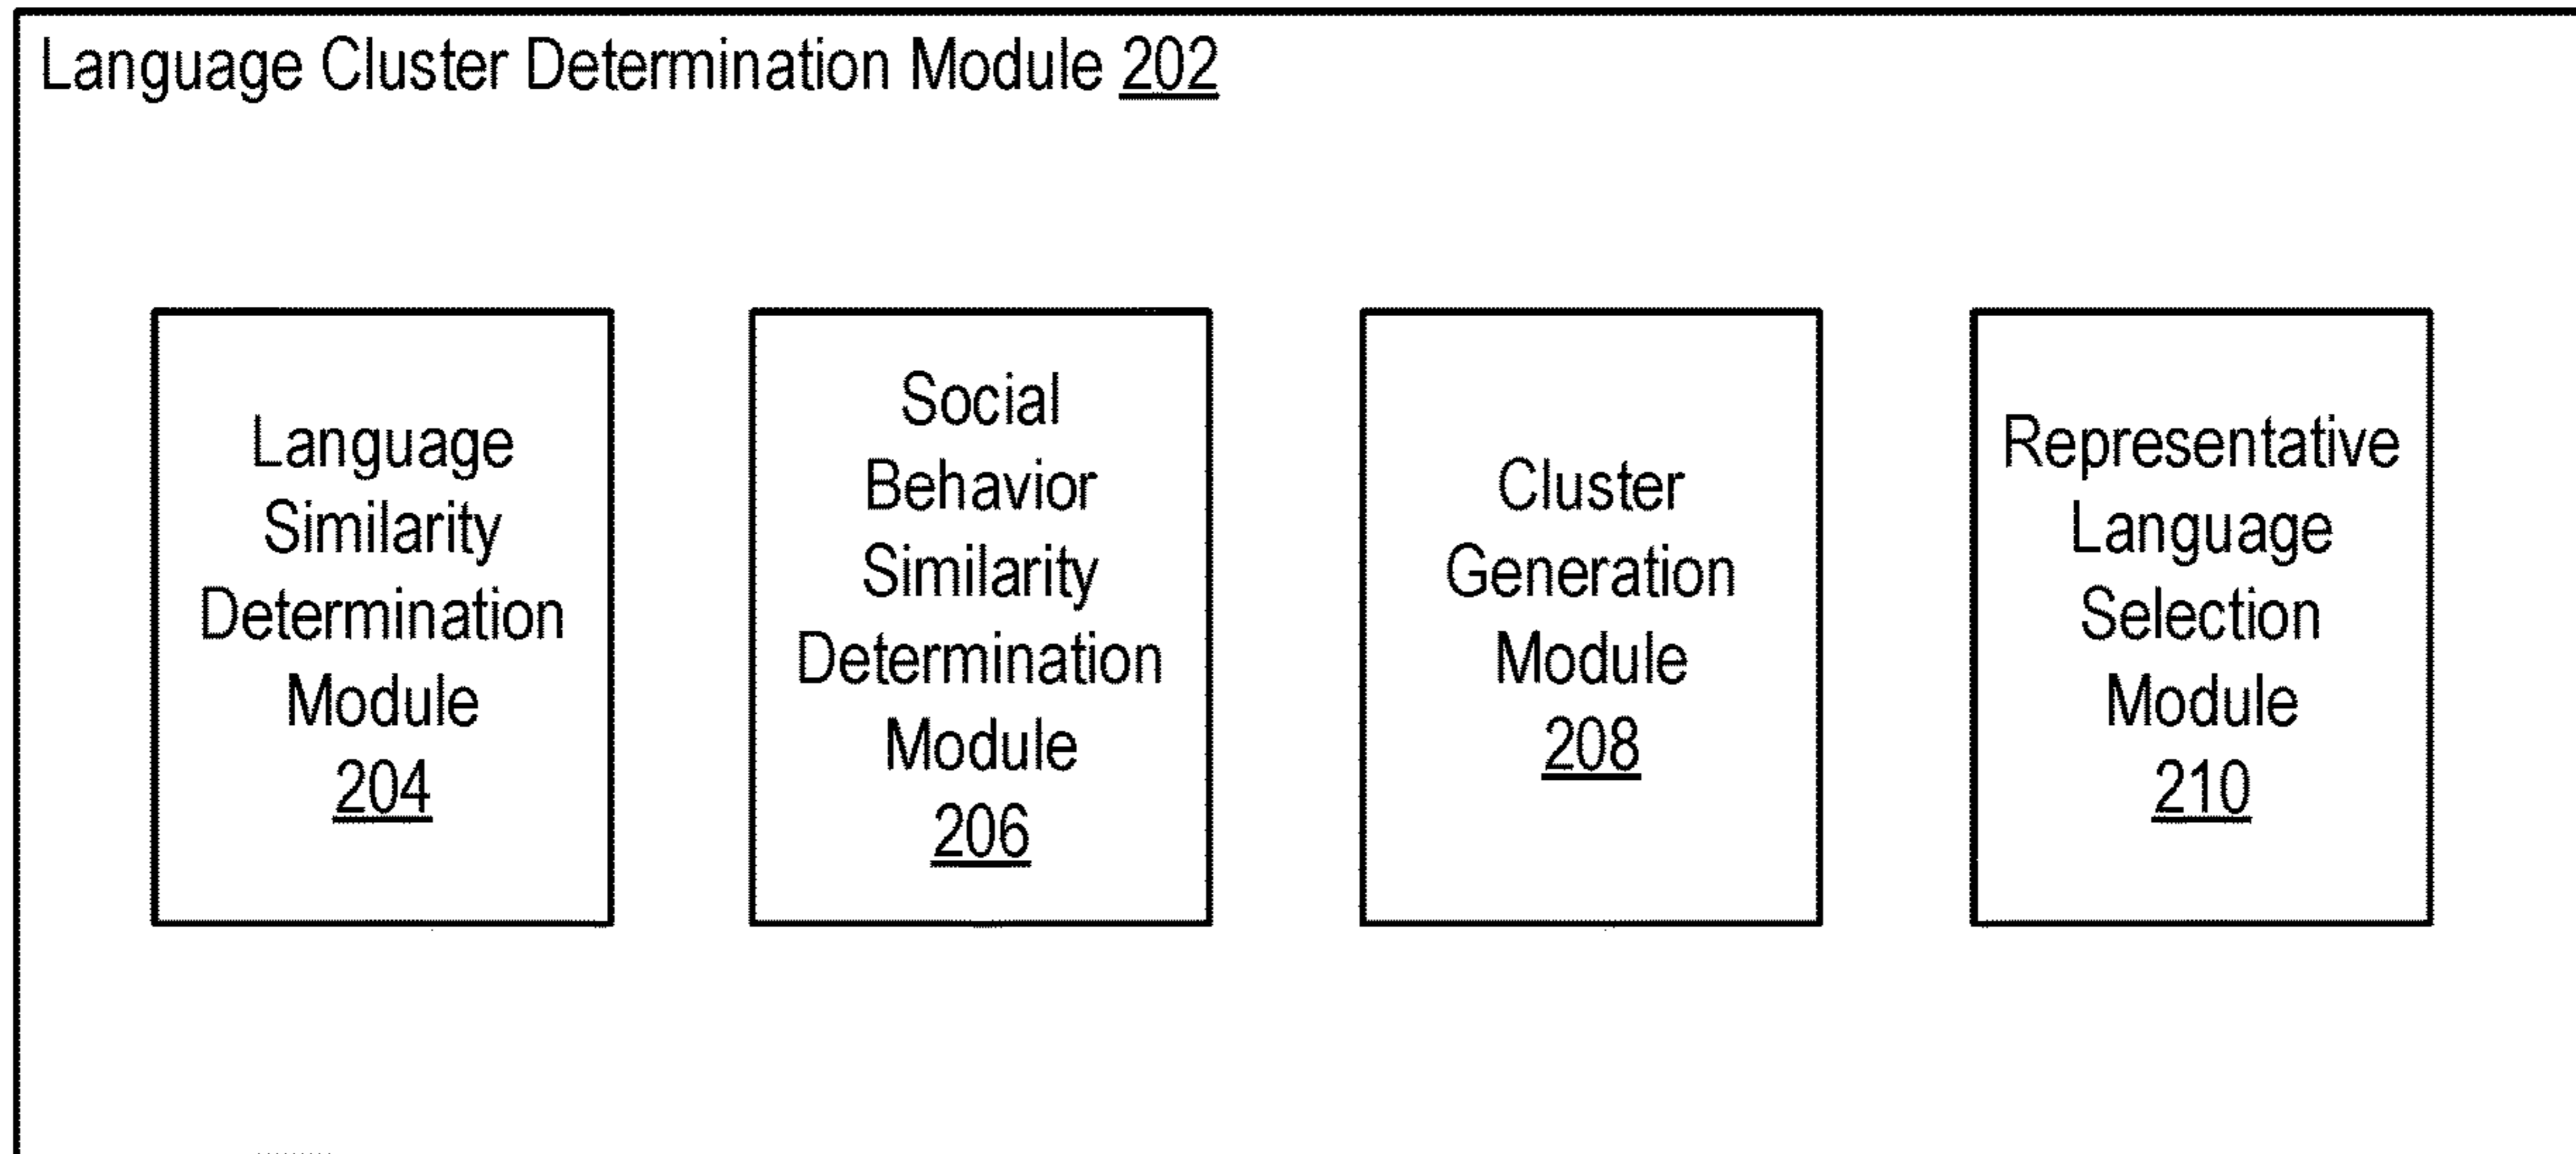 Language Cluster Determination Module 202
Language
Similarity
Determination
Module
204
Social
Behavior
Similarity
Determination
Module
206
Cluster
Generation
Module
208
Representative
Language
Selection
Module
210